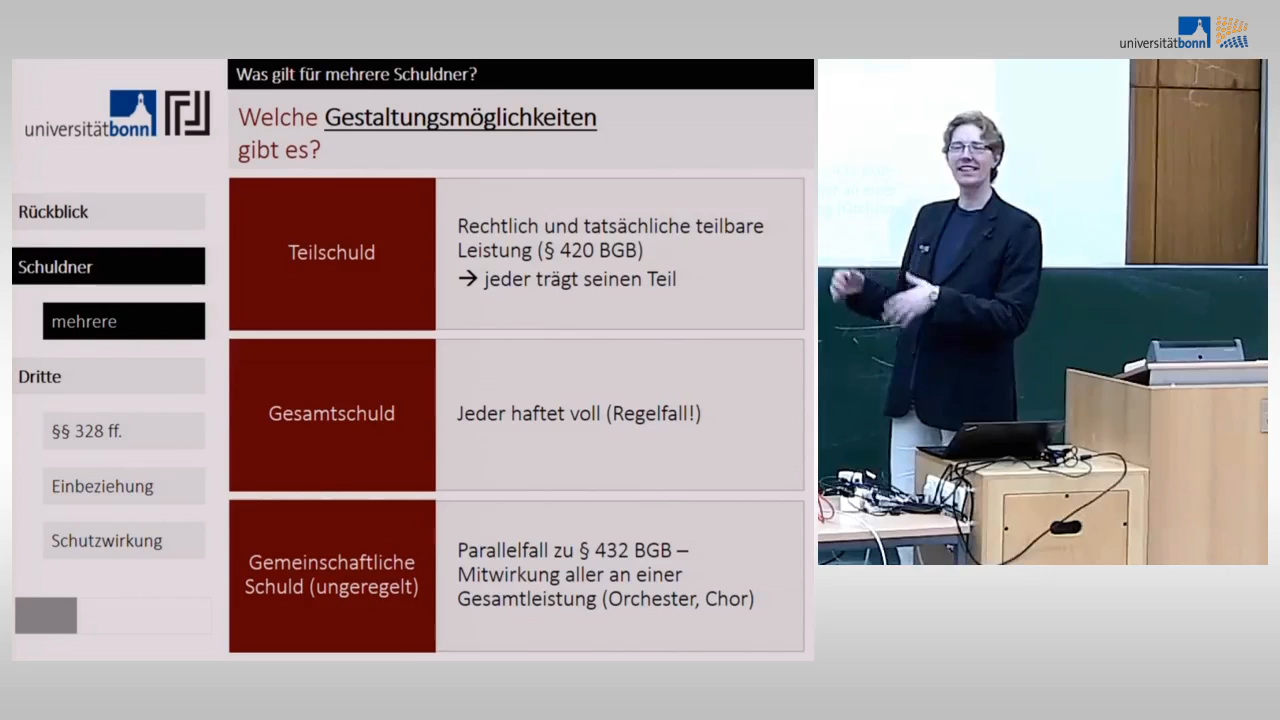 universitätbonn
Was gilt für mehrere Schuldner?
universitätbonn
Welche Gestaltungsmöglichkeiten
gibt es?
Rückblick
Schuldner
mehrere
Dritte
§§ 328 ff.
Einbeziehung
Schutzwirkung
Teilschuld
Rechtlich und tatsächliche teilbare
Leistung (§ 420 BGB)
→ jeder trägt seinen Teil
Gesamtschuld
Jeder haftet voll (Regelfall!)
Gemeinschaftliche
Schuld (ungeregelt)
Parallelfall zu § 432 BGB –
Mitwirkung aller an einer
Gesamtleistung (Orchester, Chor)